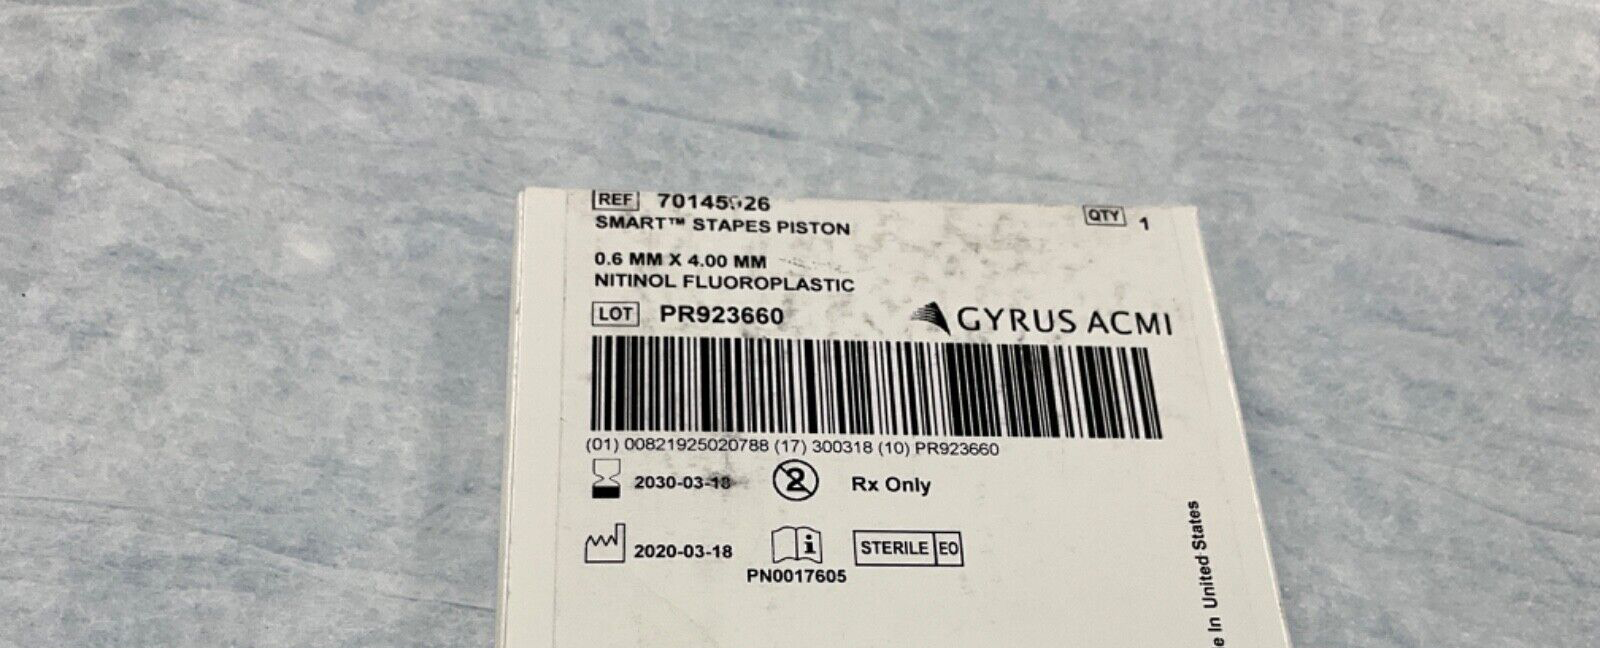 REF
QTY 1
SMART™ STAPES PISTON
0.6 MM X 4.00 MM
NITINOL FLUOROPLASTIC
LOT PR923660
GYRUS ACMI
(01) 00821925020788 (17) 300318 (10) PR923660
2030-03-18
2 Rx Only
2020-03-18
i
STERILE EO
PN0017605
In United States